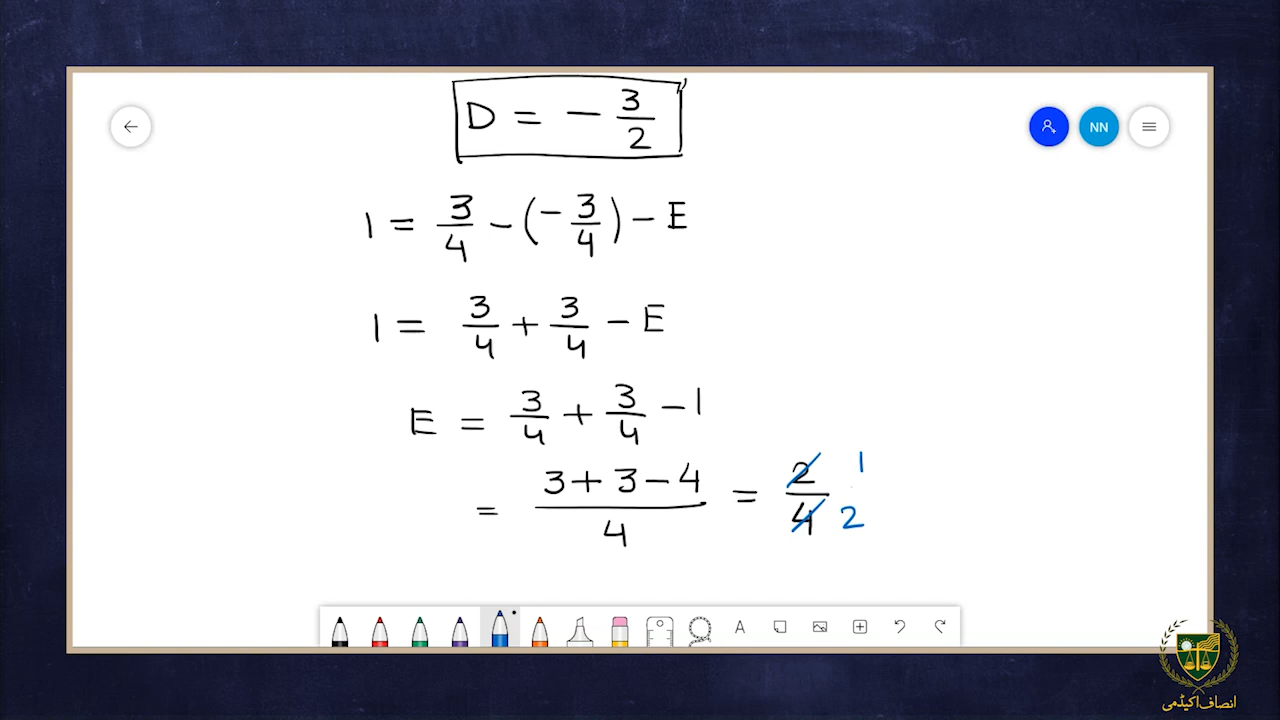 D = - 3/2
NN
1 = 3/4 - (- 3/4) - E
1 = 3/4 + 3/4 - E
E = 3/4 + 3/4 - 1
= (3 + 3 - 4)/4 = 2/4 1 2
A
انصاف اکیڈمی